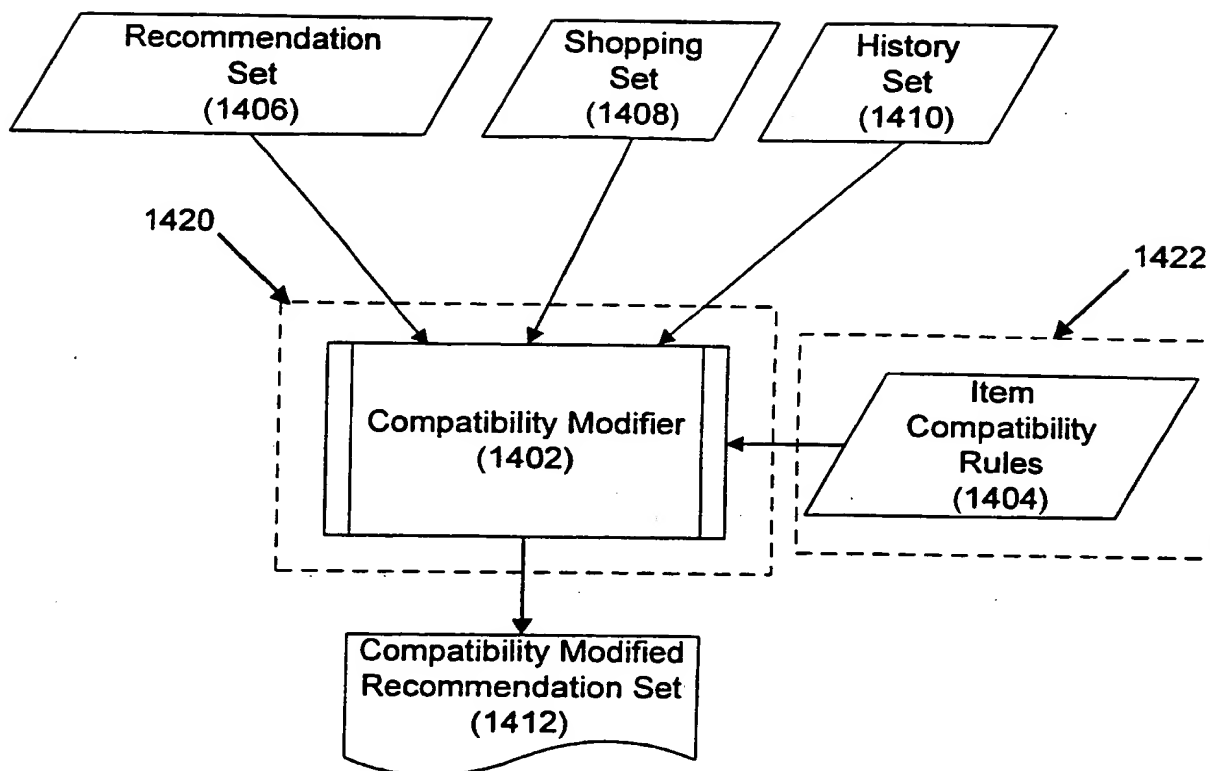 Recommendation
Set
(1406)
Shopping
Set
(1408)
History
Set
(1410)
1420
1422
Compatibility Modifier
(1402)
Item
Compatibility
Rules
(1404)
Compatibility Modified
Recommendation Set
(1412)